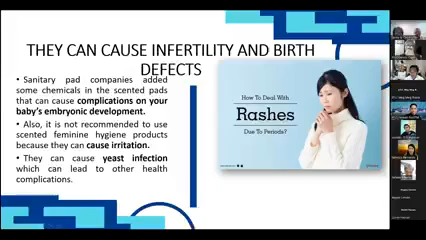 THEY CAN CAUSE INFERTILITY AND BIRTH
DEFECTS
• Sanitary pad companies added
some chemicals in the scented pads
that can cause complications on your
baby's embryonic development.
• Also, it is not recommended to use
scented feminine hygiene products
because they can cause irritation.
• They can cause yeast infection
which can lead to other health
complications.
How To Deal With
Rashes
Due To Periods?